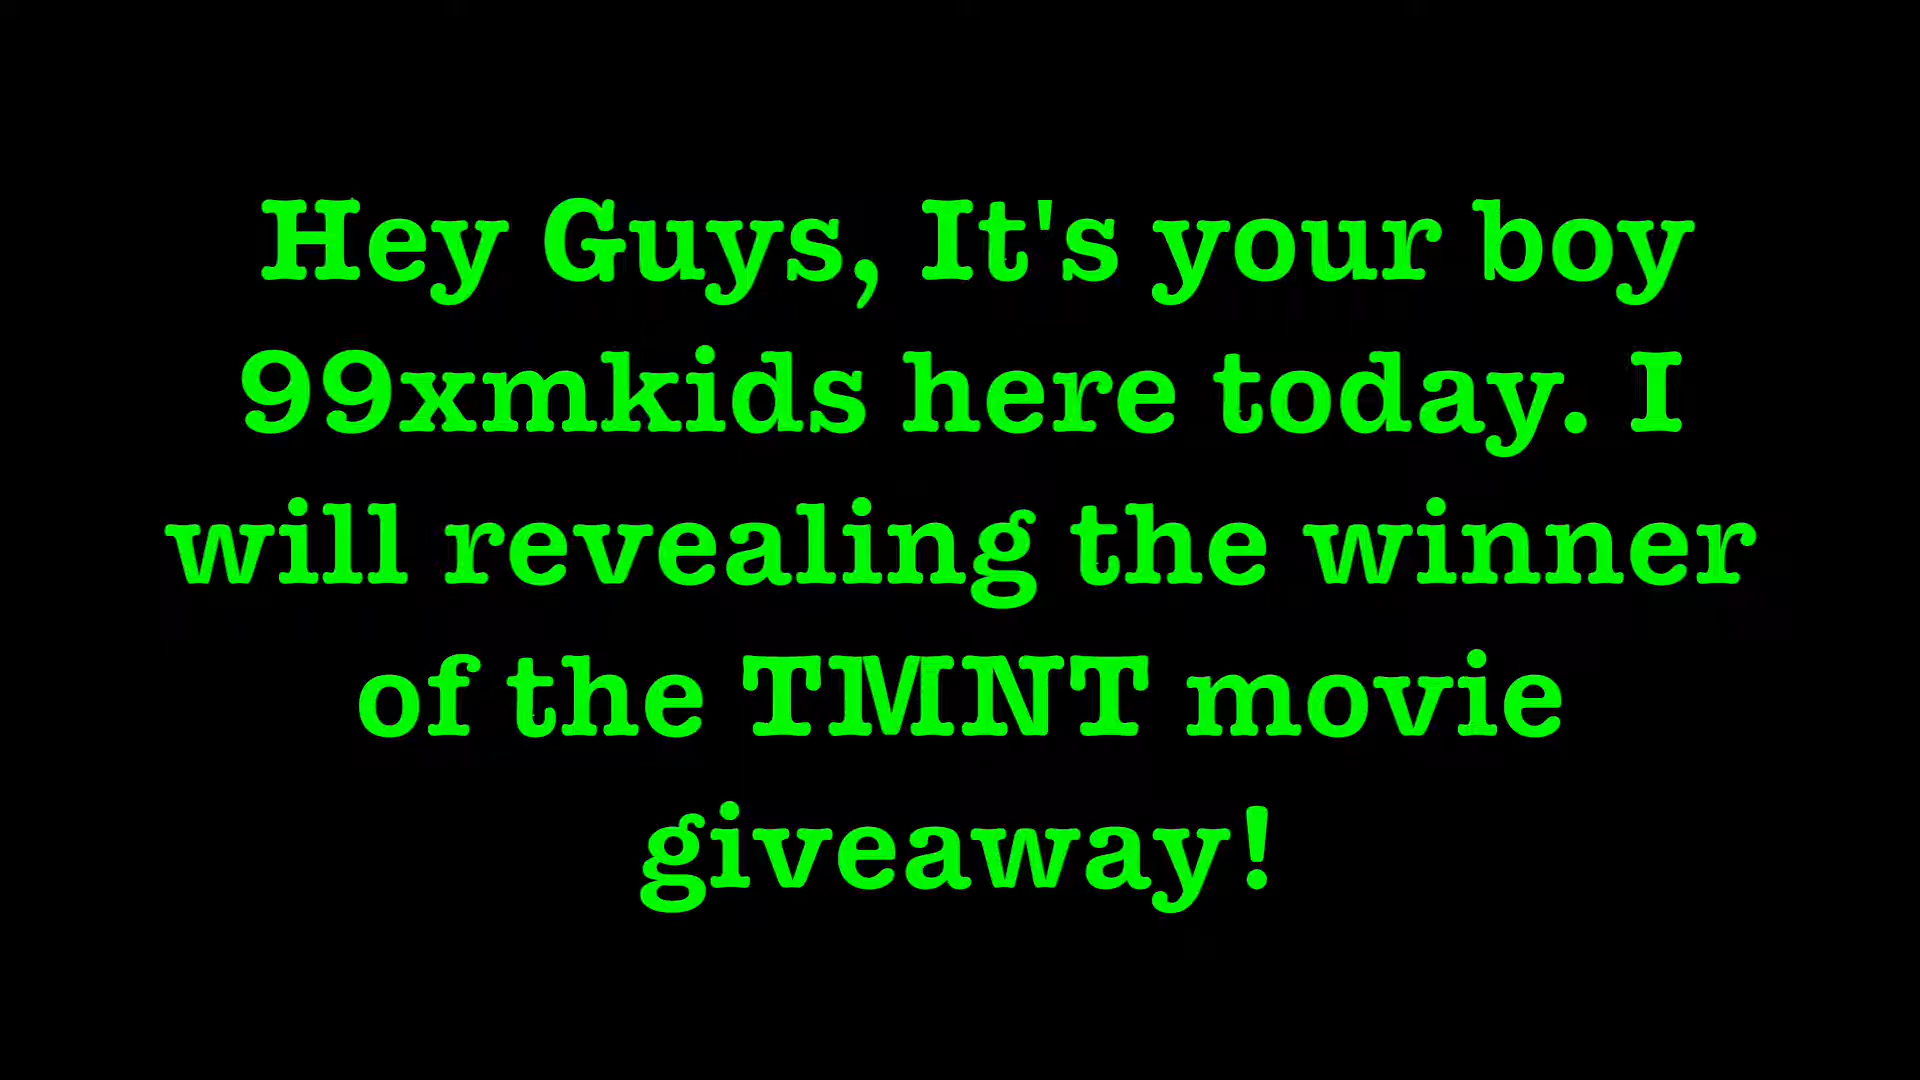 Hey Guys, It's your boy
99xmkids here today. I
will revealing the winner
of the TMNT movie
giveaway!